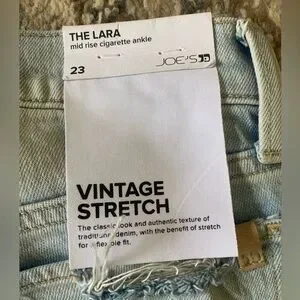 THE LARA
mid rise cigarette ankle
23
JOE'S
VINTAGE
STRETCH
The classic look and authentic texture of
traditional denim, with the benefit of stretch
for a flexible fit.